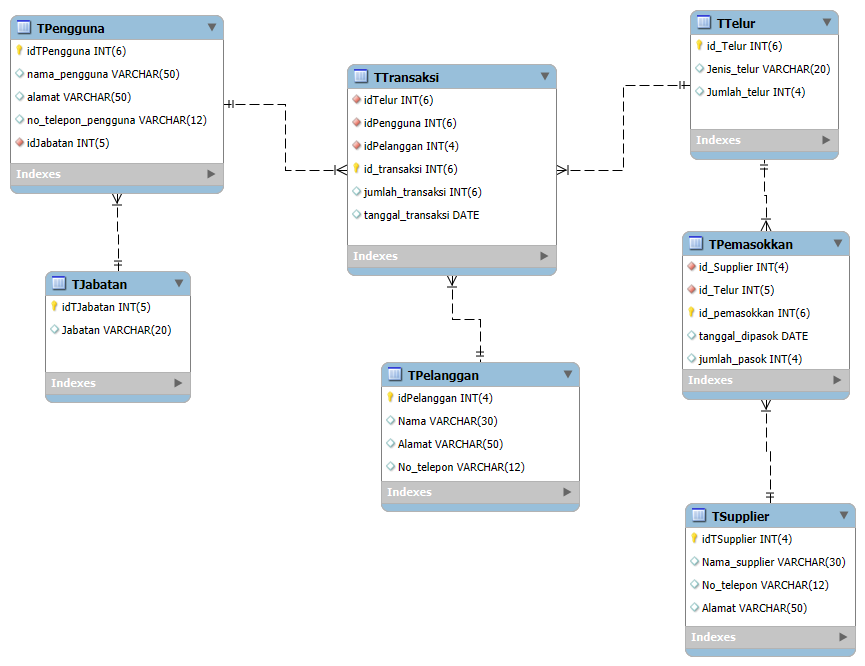 TPengguna
idTPengguna INT(6)
nama_pengguna VARCHAR(50)
alamat VARCHAR(50)
no_telepon_pengguna VARCHAR(12)
idJabatan INT(5)
Indexes
TJabatan
idTJabatan INT(5)
Jabatan VARCHAR(20)
Indexes
TTransaksi
idTelur INT(6)
idPengguna INT(6)
idPelanggan INT(4)
id_transaksi INT(6)
jumlah_transaksi INT(6)
tanggal_transaksi DATE
Indexes
TPelanggan
idPelanggan INT(4)
Nama VARCHAR(30)
Alamat VARCHAR(50)
No_telepon VARCHAR(12)
Indexes
TTelur
id_Telur INT(6)
Jenis_telur VARCHAR(20)
Jumlah_telur INT(4)
Indexes
TPemasokkan
id_Supplier INT(4)
id_Telur INT(5)
id_pemasokkan INT(6)
tanggal_dipasok DATE
jumlah_pasok INT(4)
Indexes
TSupplier
idTSupplier INT(4)
Nama_supplier VARCHAR(30)
No_telepon VARCHAR(12)
Alamat VARCHAR(50)
Indexes